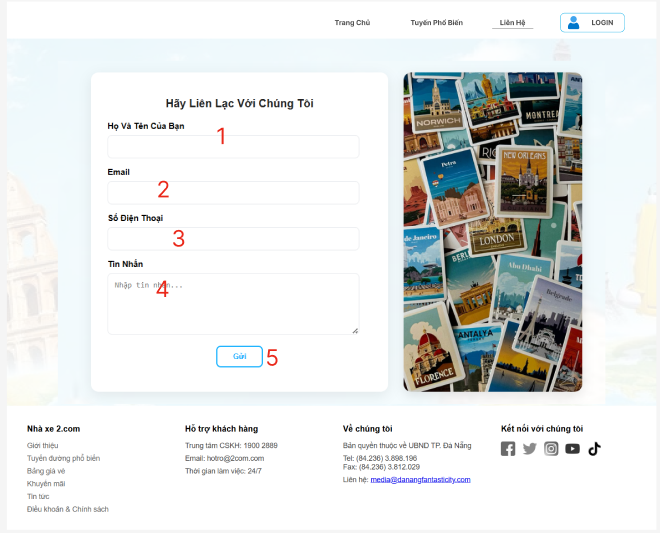 Trang Chủ
Tuyến Phổ Biến
Liên Hệ
LOGIN
Hãy Liên Lạc Với Chúng Tôi
Họ Và Tên Của Bạn
1
Email
2
Số Điện Thoại
3
Tin Nhắn
Nhập tin nhắn...
4
Gửi
5
NORWICH
MONTREA
Petra
RIO
NEW ORLEANS
de Janeiro
LONDON
BERL
Abu Dhabi
Belgrade
ANTALYA
FLORENCE
Nhà xe 2.com
Giới thiệu
Tuyến đường phổ biến
Bảng giá vé
Khuyến mãi
Tin tức
Điều khoản & Chính sách
Hỗ trợ khách hàng
Trung tâm CSKH: 1900 2889
Email: hotro@2com.com
Thời gian làm việc: 24/7
Về chúng tôi
Bản quyền thuộc về UBND TP. Đà Nẵng
Tel: (84.236) 3.898.196
Fax: (84.236) 3.812.029
Liên hệ: media@danangfantasticity.com
Kết nối với chúng tôi